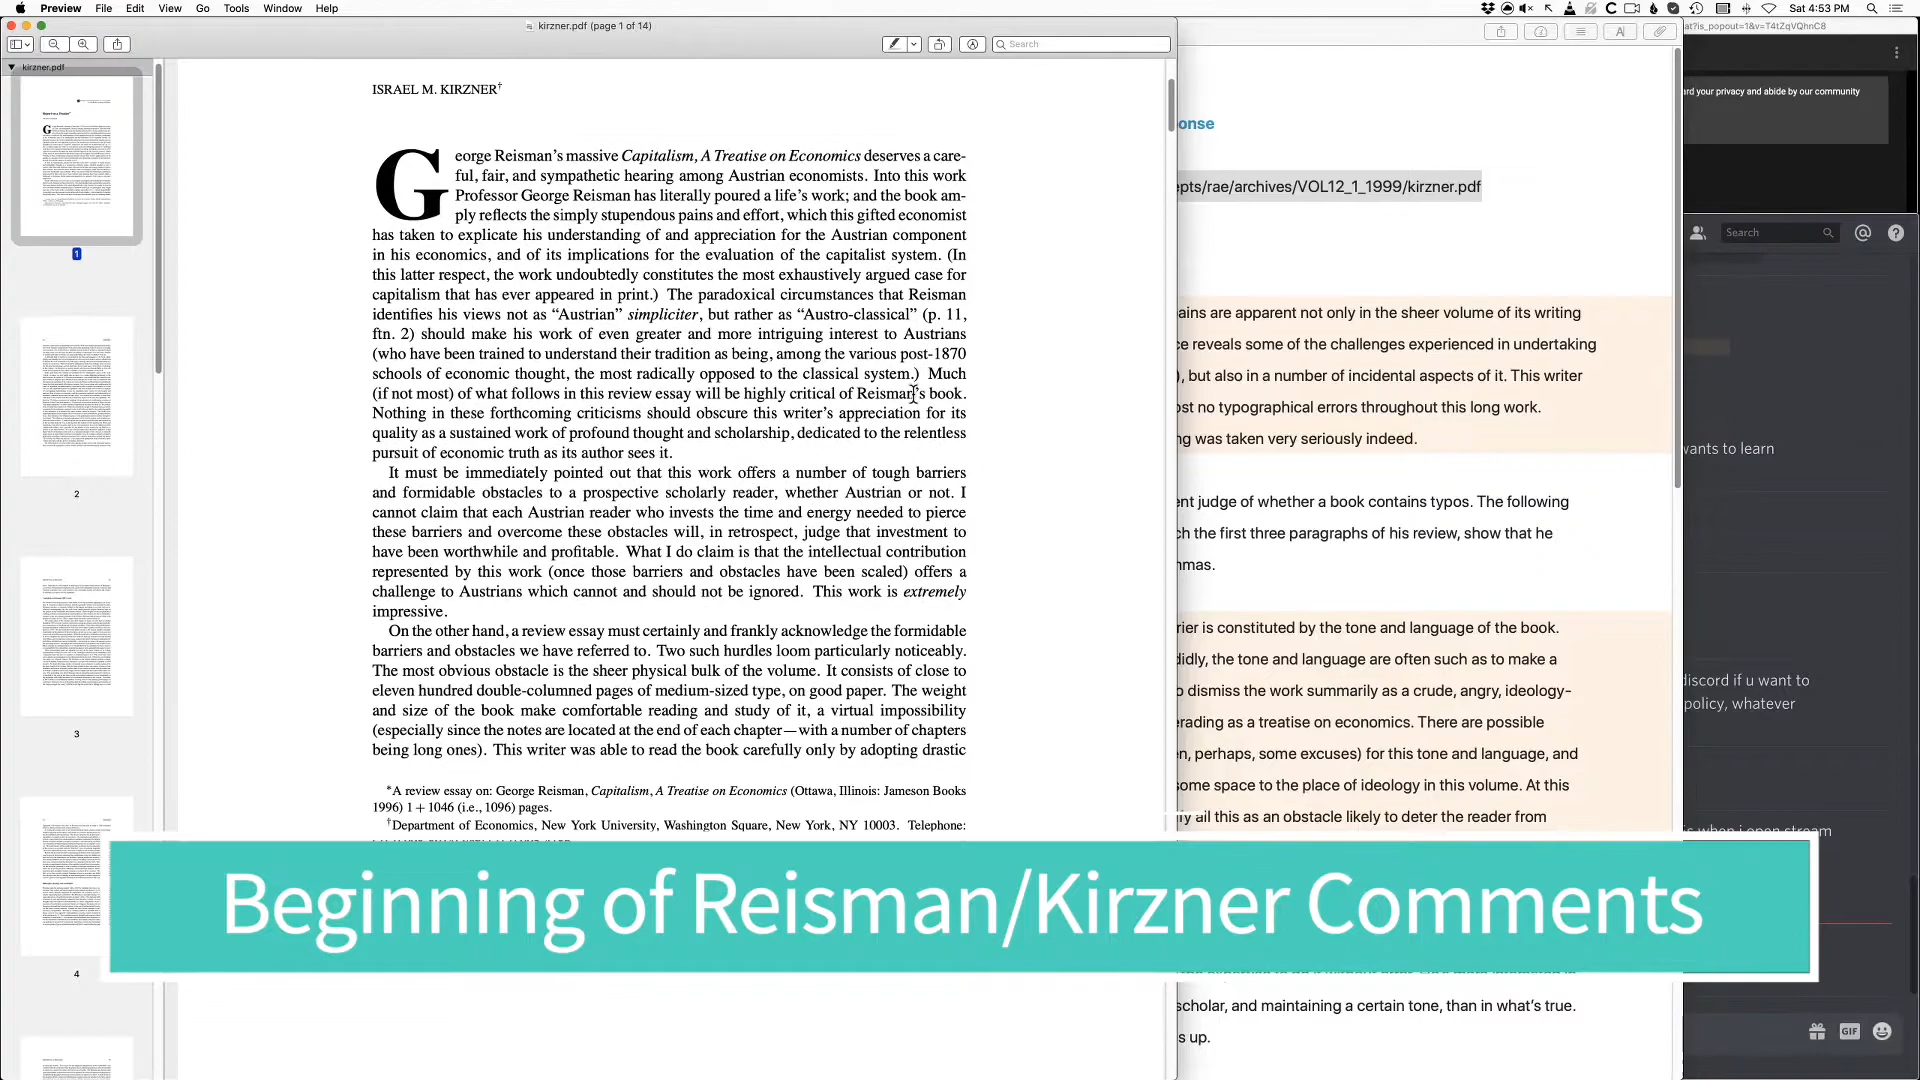 Preview File Edit View Go Tools Window Help
Sat 4:53 PM
kirzner.pdf (page 1 of 14)
at?is_popout=1&v=T4tZqVQhnC8
Search
kirzner.pdf
1
2
3
4
ISRAEL M. KIRZNER†
George Reisman's massive Capitalism, A Treatise on Economics deserves a care-
ful, fair, and sympathetic hearing among Austrian economists. Into this work
Professor George Reisman has literally poured a life's work; and the book am-
ply reflects the simply stupendous pains and effort, which this gifted economist
has taken to explicate his understanding of and appreciation for the Austrian component
in his economics, and of its implications for the evaluation of the capitalist system. (In
this latter respect, the work undoubtedly constitutes the most exhaustively argued case for
capitalism that has ever appeared in print.) The paradoxical circumstances that Reisman
identifies his views not as “Austrian” simpliciter, but rather as “Austro-classical” (p. 11,
ftn. 2) should make his work of even greater and more intriguing interest to Austrians
(who have been trained to understand their tradition as being, among the various post-1870
schools of economic thought, the most radically opposed to the classical system.) Much
(if not most) of what follows in this review essay will be highly critical of Reisman's book.
Nothing in these forthcoming criticisms should obscure this writer's appreciation for its
quality as a sustained work of profound thought and scholarship, dedicated to the relentless
pursuit of economic truth as its author sees it.
It must be immediately pointed out that this work offers a number of tough barriers
and formidable obstacles to a prospective scholarly reader, whether Austrian or not. I
cannot claim that each Austrian reader who invests the time and energy needed to pierce
these barriers and overcome these obstacles will, in retrospect, judge that investment to
have been worthwhile and profitable. What I do claim is that the intellectual contribution
represented by this work (once those barriers and obstacles have been scaled) offers a
challenge to Austrians which cannot and should not be ignored. This work is extremely
impressive.
On the other hand, a review essay must certainly and frankly acknowledge the formidable
barriers and obstacles we have referred to. Two such hurdles loom particularly noticeably.
The most obvious obstacle is the sheer physical bulk of the volume. It consists of close to
eleven hundred double-columned pages of medium-sized type, on good paper. The weight
and size of the book make comfortable reading and study of it, a virtual impossibility
(especially since the notes are located at the end of each chapter—with a number of chapters
being long ones). This writer was able to read the book carefully only by adopting drastic
*A review essay on: George Reisman, Capitalism, A Treatise on Economics (Ottawa, Illinois: Jameson Books
1996) 1 + 1046 (i.e., 1096) pages.
†Department of Economics, New York University, Washington Square, New York, NY 10003. Telephone:
onse
epts/rae/archives/VOL12_1_1999/kirzner.pdf
ains are apparent not only in the sheer volume of its writing
ce reveals some of the challenges experienced in undertaking
), but also in a number of incidental aspects of it. This writer
ost no typographical errors throughout this long work.
ng was taken very seriously indeed.
ent judge of whether a book contains typos. The following
ch the first three paragraphs of his review, show that he
mmas.
rier is constituted by the tone and language of the book.
didly, the tone and language are often such as to make a
o dismiss the work summarily as a crude, angry, ideology-
erading as a treatise on economics. There are possible
en, perhaps, some excuses) for this tone and language, and
some space to the place of ideology in this volume. At this
ify all this as an obstacle likely to deter the reader from
scholar, and maintaining a certain tone, than in what's true.
s up.
ard your privacy and abide by our community
Search
wants to learn
discord if u want to
policy, whatever
is when i open stream
GIF
Beginning of Reisman/Kirzner Comments